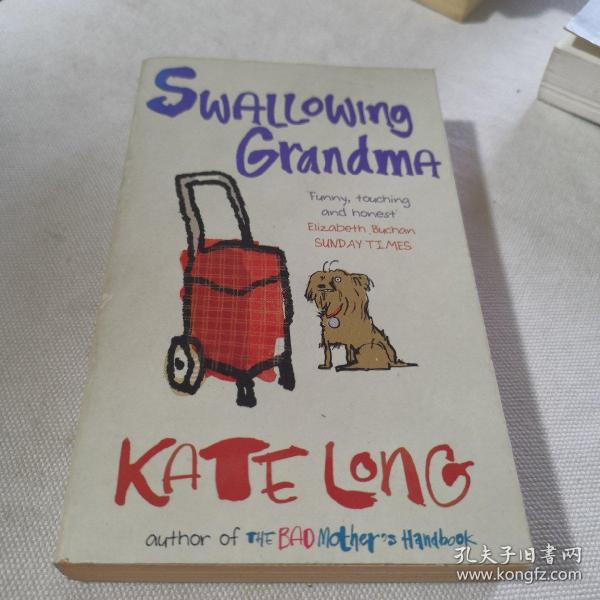 Swallowing
Grandma
'Funny, touching
and honest'
Elizabeth Buchan
SUNDAY TIMES
KATE LONG
author of THE BAD Mother's Handbook
孔夫子旧書网
www.kongfz.com